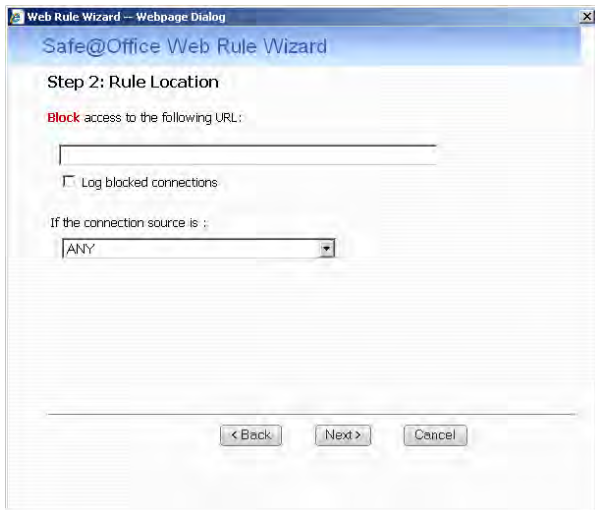 Web Rule Wizard -- Webpage Dialog
Safe@Office Web Rule Wizard
Step 2: Rule Location
Block access to the following URL:
Log blocked connections
If the connection source is :
ANY
< Back Next > Cancel